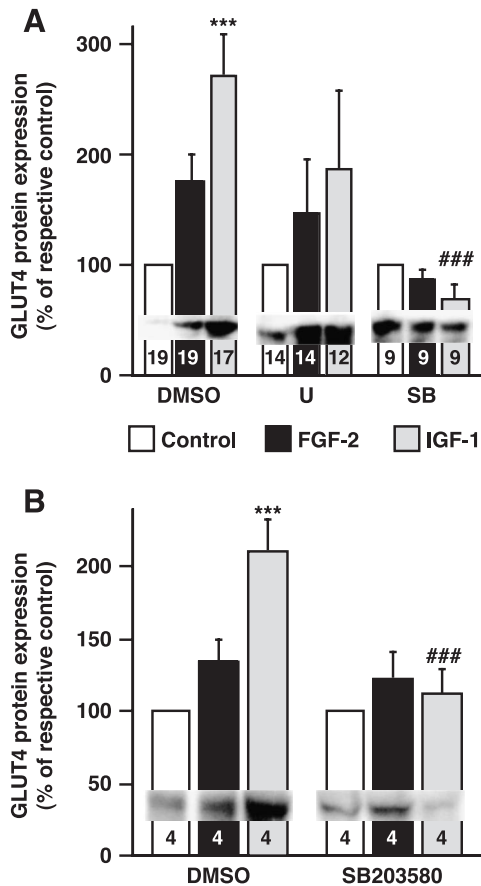 A
GLUT4 protein expression
(% of respective control)
300
200
100
0
***
###
19 19 17 14 14 12 9 9 9
DMSO U SB
Control FGF-2 IGF-1
B
GLUT4 protein expression
(% of respective control)
200
150
100
50
0
***
###
4 4 4 4 4 4
DMSO SB203580